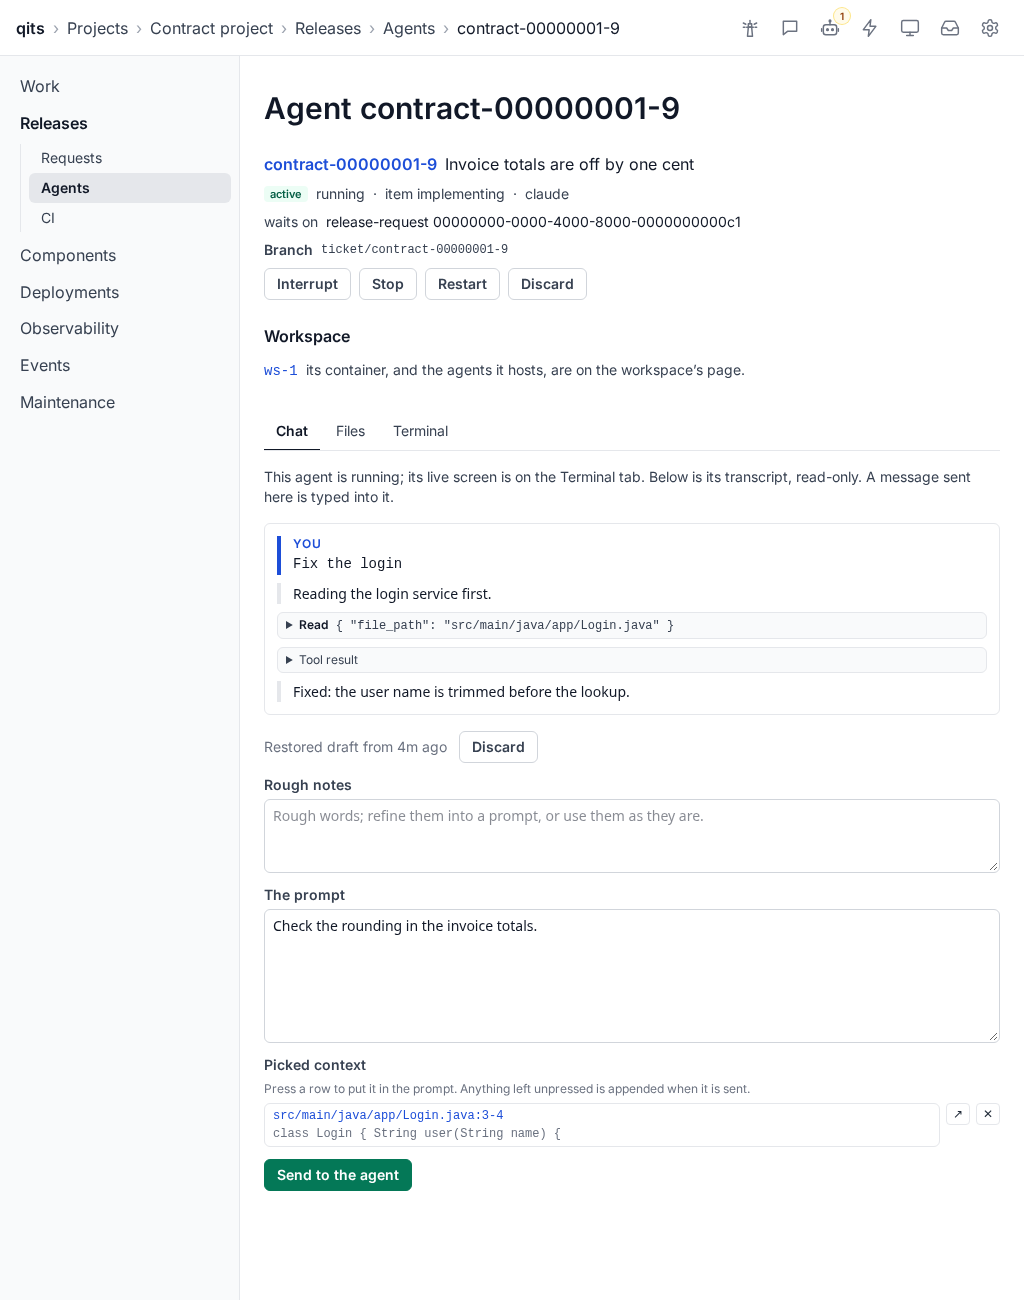 qits › Projects › Contract project › Releases › Agents › contract-00000001-9
1
Work
Releases
Requests
Agents
CI
Components
Deployments
Observability
Events
Maintenance
Agent contract-00000001-9
contract-00000001-9 Invoice totals are off by one cent
active running · item implementing · claude
waits on release-request 00000000-0000-4000-8000-0000000000c1
Branch ticket/contract-00000001-9
Interrupt Stop Restart Discard
Workspace
ws-1 its container, and the agents it hosts, are on the workspace’s page.
Chat Files Terminal
This agent is running; its live screen is on the Terminal tab. Below is its transcript, read-only. A message sent
here is typed into it.
YOU
Fix the login
Reading the login service first.
Read { "file_path": "src/main/java/app/Login.java" }
Tool result
Fixed: the user name is trimmed before the lookup.
Restored draft from 4m ago Discard
Rough notes
Rough words; refine them into a prompt, or use them as they are.
The prompt
Check the rounding in the invoice totals.
Picked context
Press a row to put it in the prompt. Anything left unpressed is appended when it is sent.
src/main/java/app/Login.java:3-4
class Login { String user(String name) {
Send to the agent